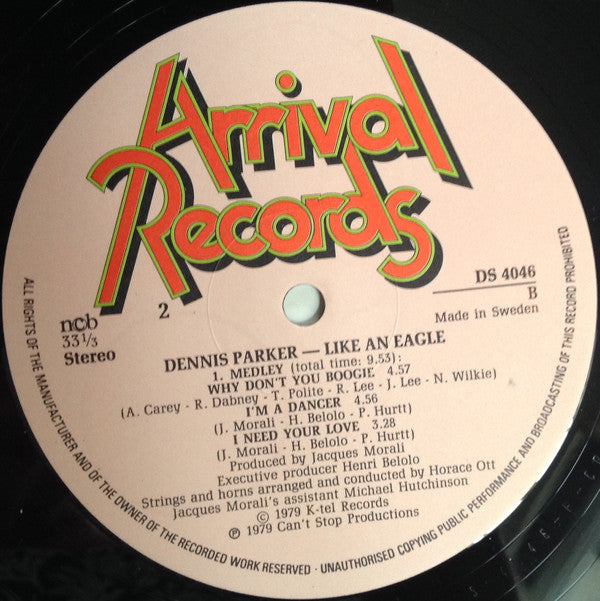 Arrival
Records
ncb
33⅓
Stereo
2
DS 4046
B
Made in Sweden
DENNIS PARKER — LIKE AN EAGLE
1. MEDLEY (total time: 9.53):
WHY DON'T YOU BOOGIE 4.57
(A. Carey - R. Dabney - T. Polite - R. Lee - J. Lee - N. Wilkie)
I'M A DANCER 4.56
(J. Morali - H. Belolo - P. Hurtt)
I NEED YOUR LOVE 3.28
(J. Morali - H. Belolo - P. Hurtt)
Produced by Jacques Morali
Executive producer Henri Belolo
Strings and horns arranged and conducted by Horace Ott
Jacques Morali's assistant Michael Hutchinson
© 1979 K-tel Records
℗ 1979 Can't Stop Productions
ALL RIGHTS OF THE MANUFACTURER AND OF THE OWNER OF THE RECORDED WORK RESERVED · UNAUTHORISED COPYING PUBLIC PERFORMANCE AND BROADCASTING OF THIS RECORD PROHIBITED